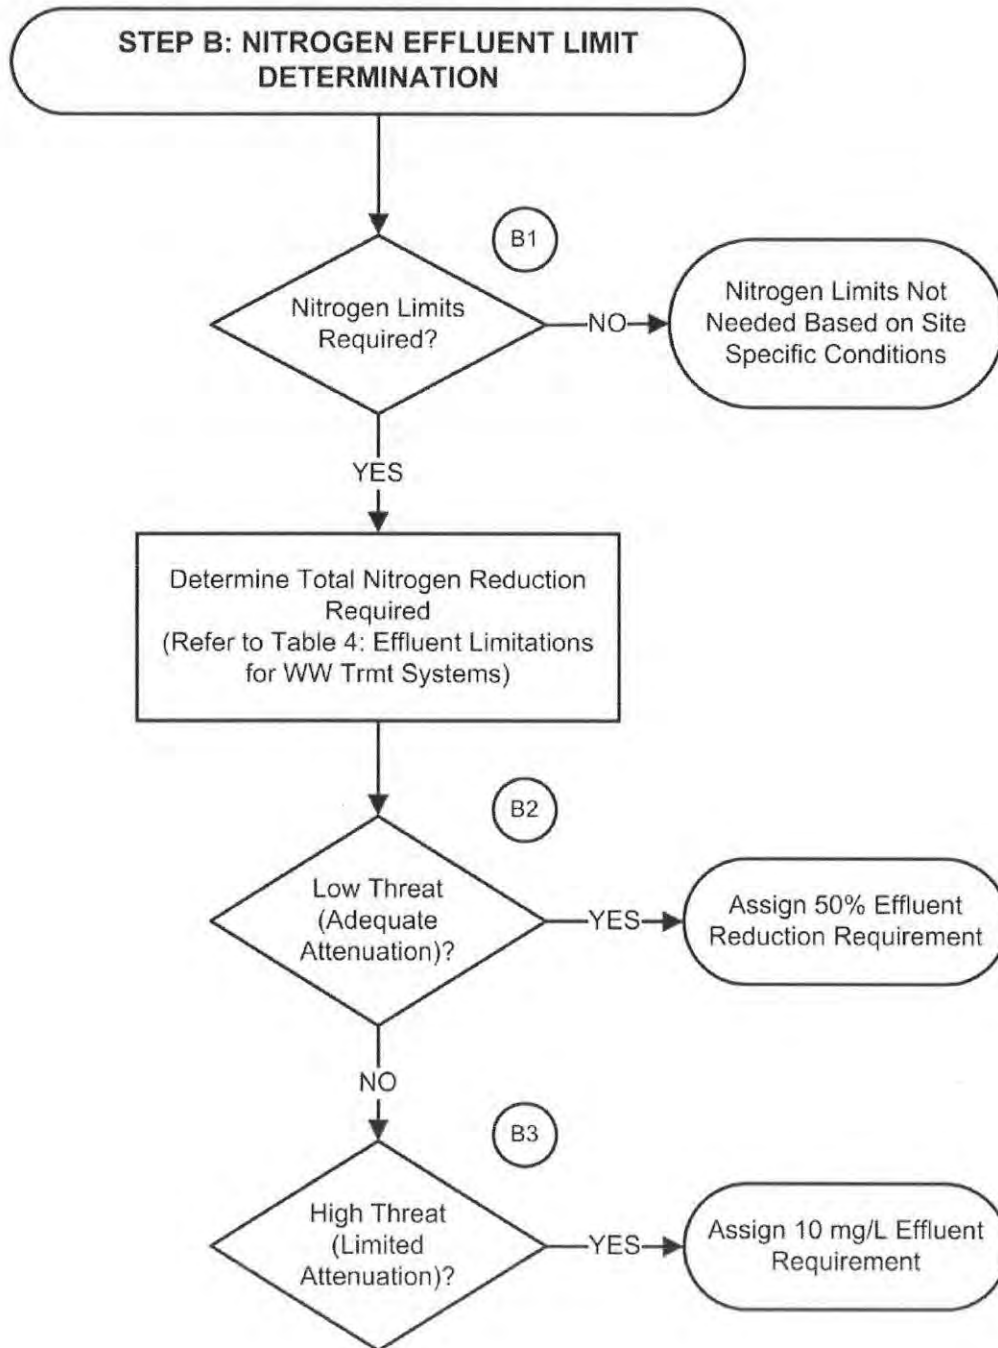 STEP B: NITROGEN EFFLUENT LIMIT
DETERMINATION
B1
Nitrogen Limits
Required?
NO
Nitrogen Limits Not
Needed Based on Site
Specific Conditions
YES
Determine Total Nitrogen Reduction
Required
(Refer to Table 4: Effluent Limitations
for WW Trmt Systems)
B2
Low Threat
(Adequate
Attenuation)?
YES
Assign 50% Effluent
Reduction Requirement
NO
B3
High Threat
(Limited
Attenuation)?
YES
Assign 10 mg/L Effluent
Requirement